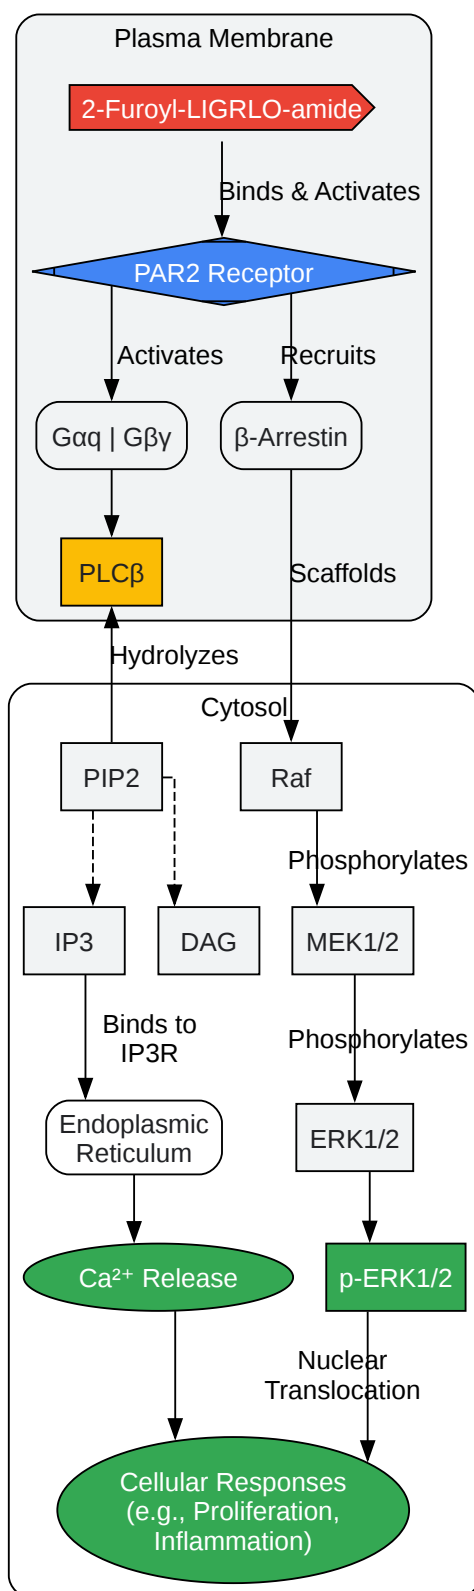 Plasma Membrane
2-Furoyl-LIGRLO-amide
Binds & Activates
PAR2 Receptor
Activates
Recruits
Gαq | Gβγ
β-Arrestin
PLCβ
Scaffolds
Hydrolyzes
Cytosol
PIP2
Raf
Phosphorylates
IP3
DAG
MEK1/2
Binds to
IP3R
Phosphorylates
Endoplasmic
Reticulum
ERK1/2
Ca²⁺ Release
p-ERK1/2
Nuclear
Translocation
Cellular Responses
(e.g., Proliferation,
Inflammation)